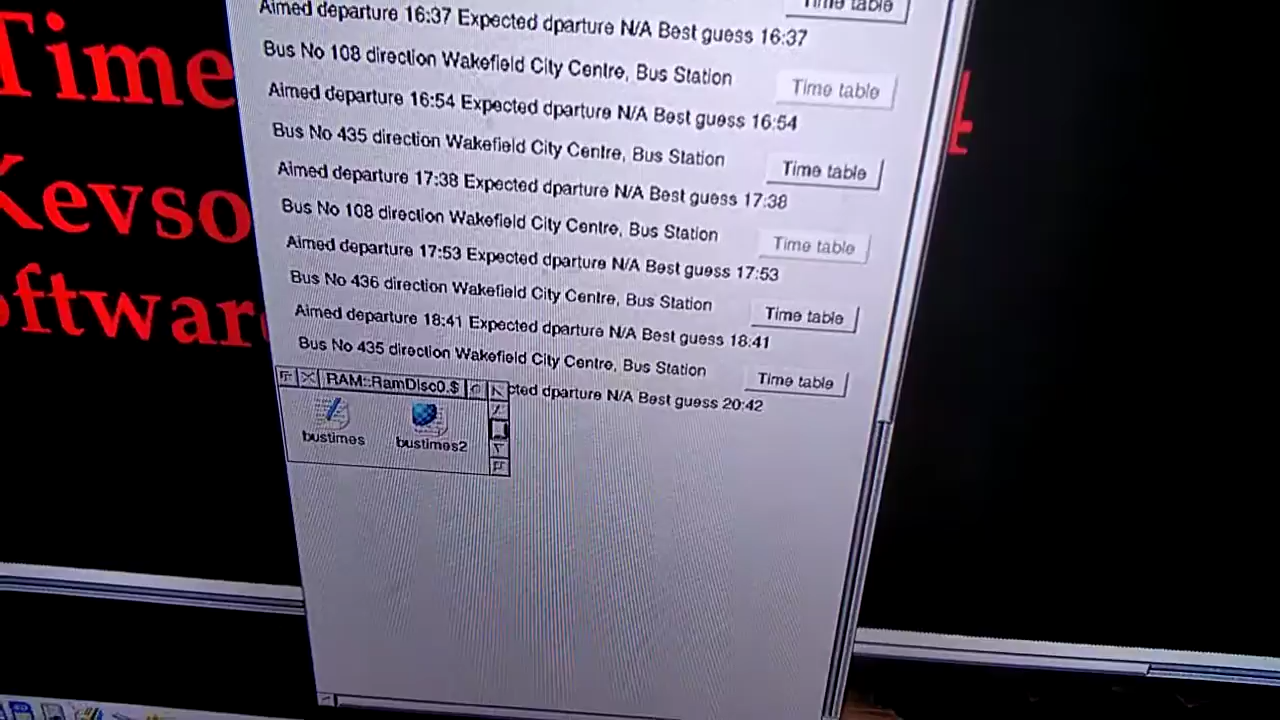 Time table
Aimed departure 16:37 Expected dparture N/A Best guess 16:37
Bus No 108 direction Wakefield City Centre, Bus Station
Time table
Aimed departure 16:54 Expected dparture N/A Best guess 16:54
Bus No 435 direction Wakefield City Centre, Bus Station
Time table
Aimed departure 17:38 Expected dparture N/A Best guess 17:38
Bus No 108 direction Wakefield City Centre, Bus Station
Time table
Aimed departure 17:53 Expected dparture N/A Best guess 17:53
Bus No 436 direction Wakefield City Centre, Bus Station
Time table
Aimed departure 18:41 Expected dparture N/A Best guess 18:41
Bus No 435 direction Wakefield City Centre, Bus Station
Time table
cted dparture N/A Best guess 20:42
RAM::RamDisc0.$
bustimes
bustimes2
Time
Kevso
oftwar